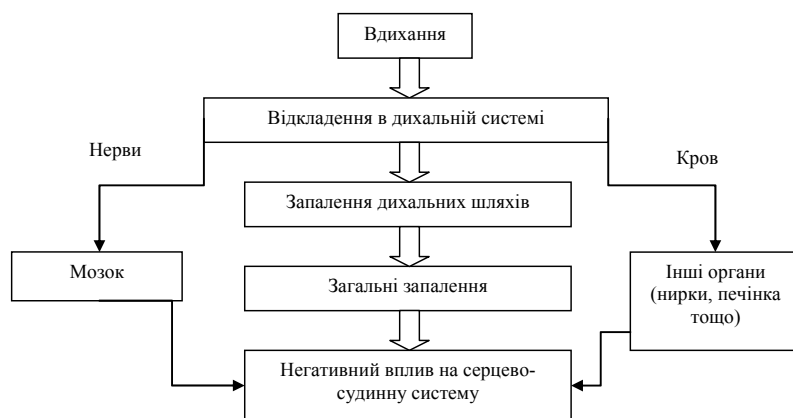 Вдихання
Відкладення в дихальній системі
Нерви
Кров
Запалення дихальних шляхів
Мозок
Загальні запалення
Інші органи
(нирки, печінка
тощо)
Негативний вплив на серцево-
судинну систему